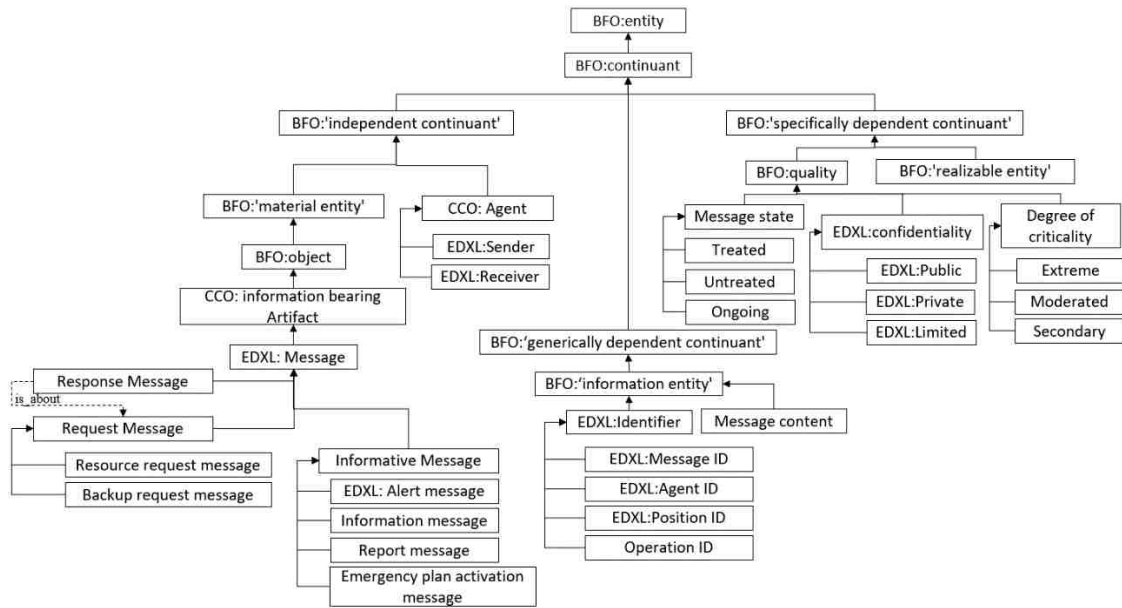 BFO:entity
BFO:continuant
BFO:'independent continuant'
BFO:'specifically dependent continuant'
BFO:'material entity'
CCO: Agent
BFO:quality
BFO:'realizable entity'
BFO:object
EDXL:Sender
EDXL:Receiver
Message state
Treated
Untreated
Ongoing
EDXL:confidentiality
EDXL:Public
EDXL:Private
EDXL:Limited
Degree of
criticality
Extreme
Moderated
Secondary
CCO: information bearing
Artifact
EDXL: Message
BFO:‘generically dependent continuant'
BFO:‘information entity'
Response Message
is_about
Request Message
Resource request message
Backup request message
Informative Message
EDXL: Alert message
Information message
Report message
Emergency plan activation
message
EDXL:Identifier
Message content
EDXL:Message ID
EDXL:Agent ID
EDXL:Position ID
Operation ID